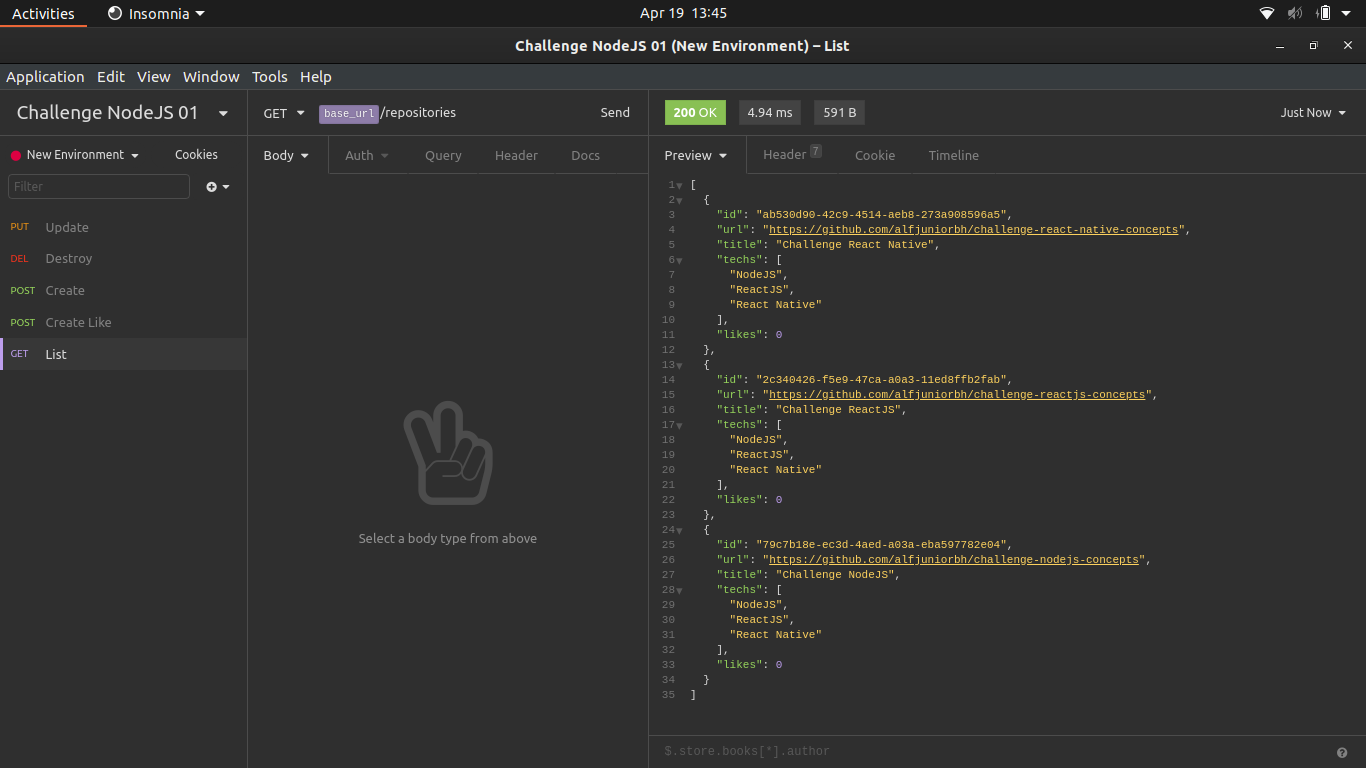 Activities Insomnia Apr 19 13:45
Challenge NodeJS 01 (New Environment) – List
Application Edit View Window Tools Help
Challenge NodeJS 01
New Environment Cookies
Filter
PUT Update
DEL Destroy
POST Create
POST Create Like
GET List
GET base_url/repositories Send
Body Auth Query Header Docs
Select a body type from above
200 OK 4.94 ms 591 B Just Now
Preview Header 7 Cookie Timeline
1 [
2 {
3 "id": "ab530d90-42c9-4514-aeb8-273a908596a5",
4 "url": "https://github.com/alfjuniorbh/challenge-react-native-concepts",
5 "title": "Challenge React Native",
6 "techs": [
7 "NodeJS",
8 "ReactJS",
9 "React Native"
10 ],
11 "likes": 0
12 },
13 {
14 "id": "2c340426-f5e9-47ca-a0a3-11ed8ffb2fab",
15 "url": "https://github.com/alfjuniorbh/challenge-reactjs-concepts",
16 "title": "Challenge ReactJS",
17 "techs": [
18 "NodeJS",
19 "ReactJS",
20 "React Native"
21 ],
22 "likes": 0
23 },
24 {
25 "id": "79c7b18e-ec3d-4aed-a03a-eba597782e04",
26 "url": "https://github.com/alfjuniorbh/challenge-nodejs-concepts",
27 "title": "Challenge NodeJS",
28 "techs": [
29 "NodeJS",
30 "ReactJS",
31 "React Native"
32 ],
33 "likes": 0
34 }
35 ]
$.store.books[*].author